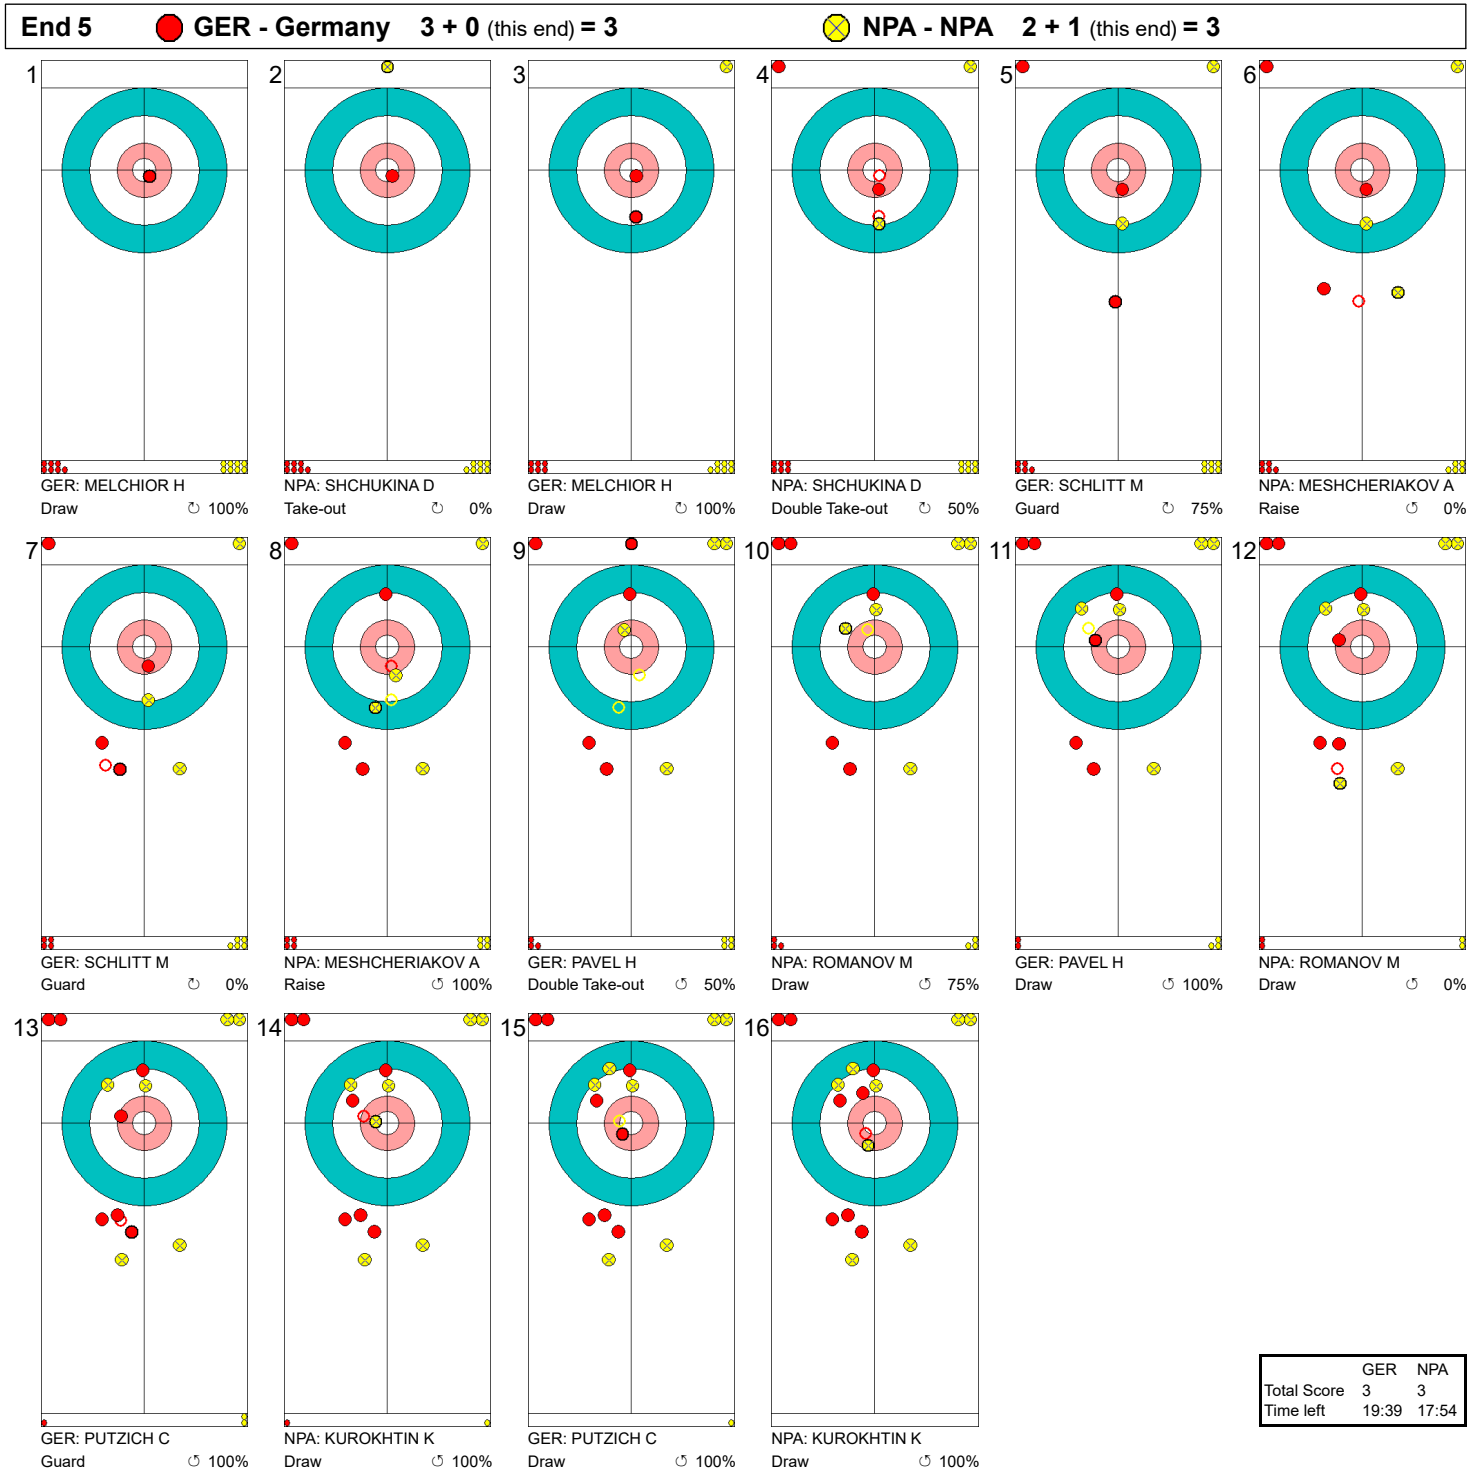 End 5 GER - Germany 3 + 0 (this end) = 3 NPA - NPA 2 + 1 (this end) = 3
1 2 3 4 5 6
GER: MELCHIOR H NPA: SHCHUKINA D GER: MELCHIOR H NPA: SHCHUKINA D GER: SCHLITT M NPA: MESHCHERIAKOV A
Draw ↻ 100% Take-out ↻ 0% Draw ↻ 100% Double Take-out ↻ 50% Guard ↻ 75% Raise ↺ 0%
7 8 9 10 11 12
GER: SCHLITT M NPA: MESHCHERIAKOV A GER: PAVEL H NPA: ROMANOV M GER: PAVEL H NPA: ROMANOV M
Guard ↻ 0% Raise ↺ 100% Double Take-out ↺ 50% Draw ↺ 75% Draw ↺ 100% Draw ↺ 0%
13 14 15 16
GER: PUTZICH C NPA: KUROKHTIN K GER: PUTZICH C NPA: KUROKHTIN K
Guard ↺ 100% Draw ↺ 100% Draw ↺ 100% Draw ↺ 100%
GER NPA
Total Score 3 3
Time left 19:39 17:54